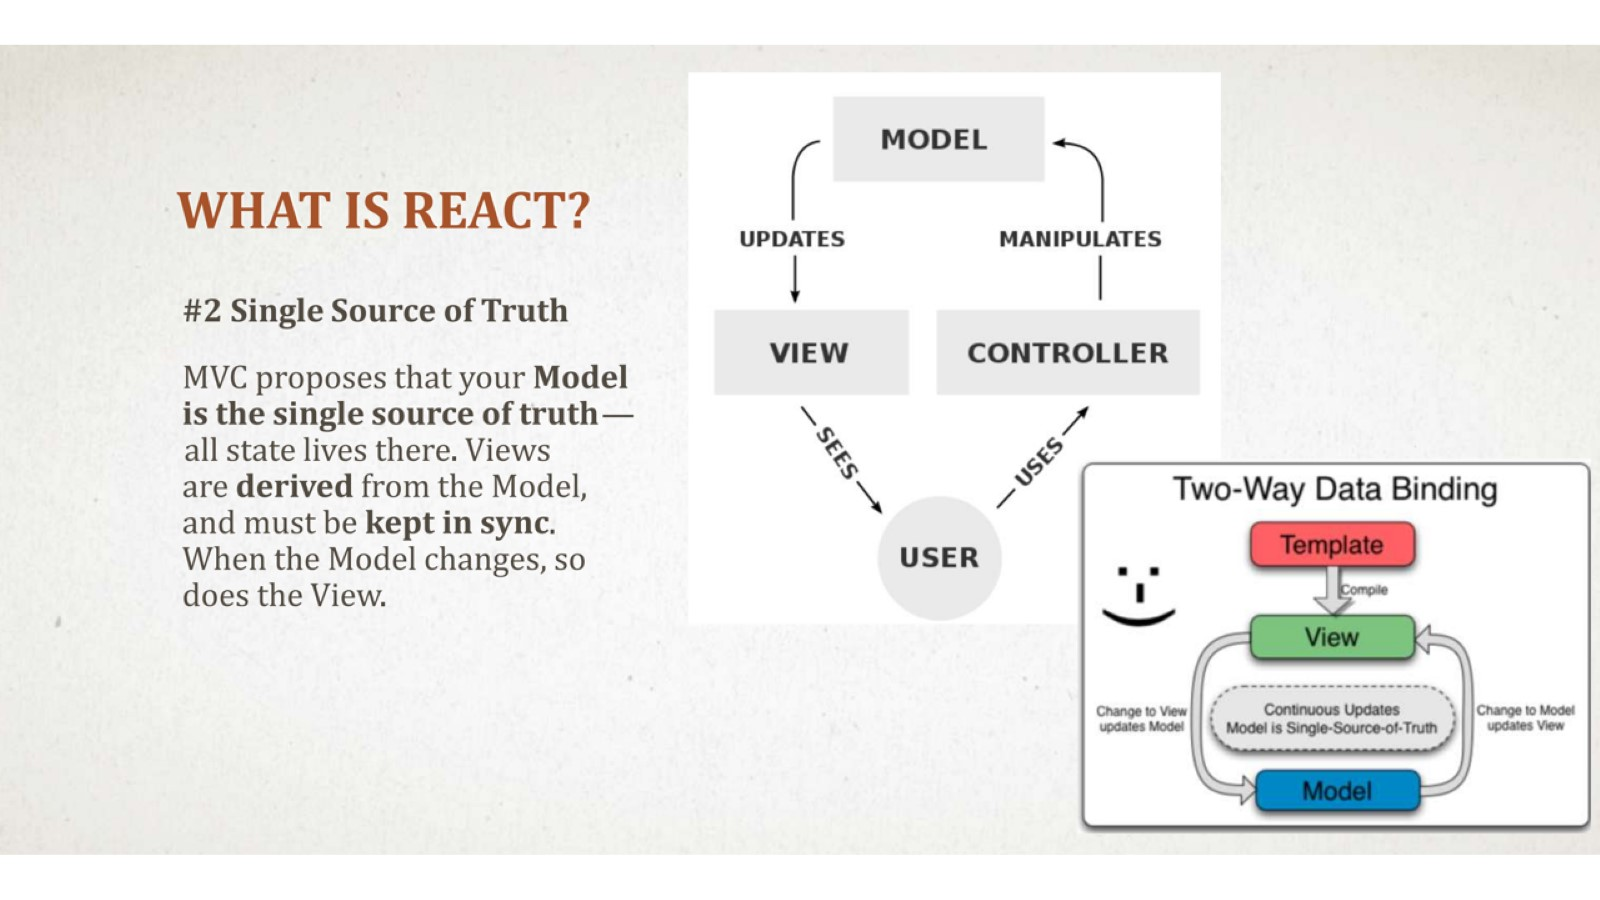 WHAT IS REACT?
#2 Single Source of Truth
MVC proposes that your Model
is the single source of truth—
all state lives there. Views
are derived from the Model,
and must be kept in sync.
When the Model changes, so
does the View.
MODEL
UPDATES
MANIPULATES
VIEW
CONTROLLER
SEES
USES
USER
Two-Way Data Binding
Template
Compile
View
Change to View
updates Model
Continuous Updates
Model is Single-Source-of-Truth
Change to Model
updates View
Model